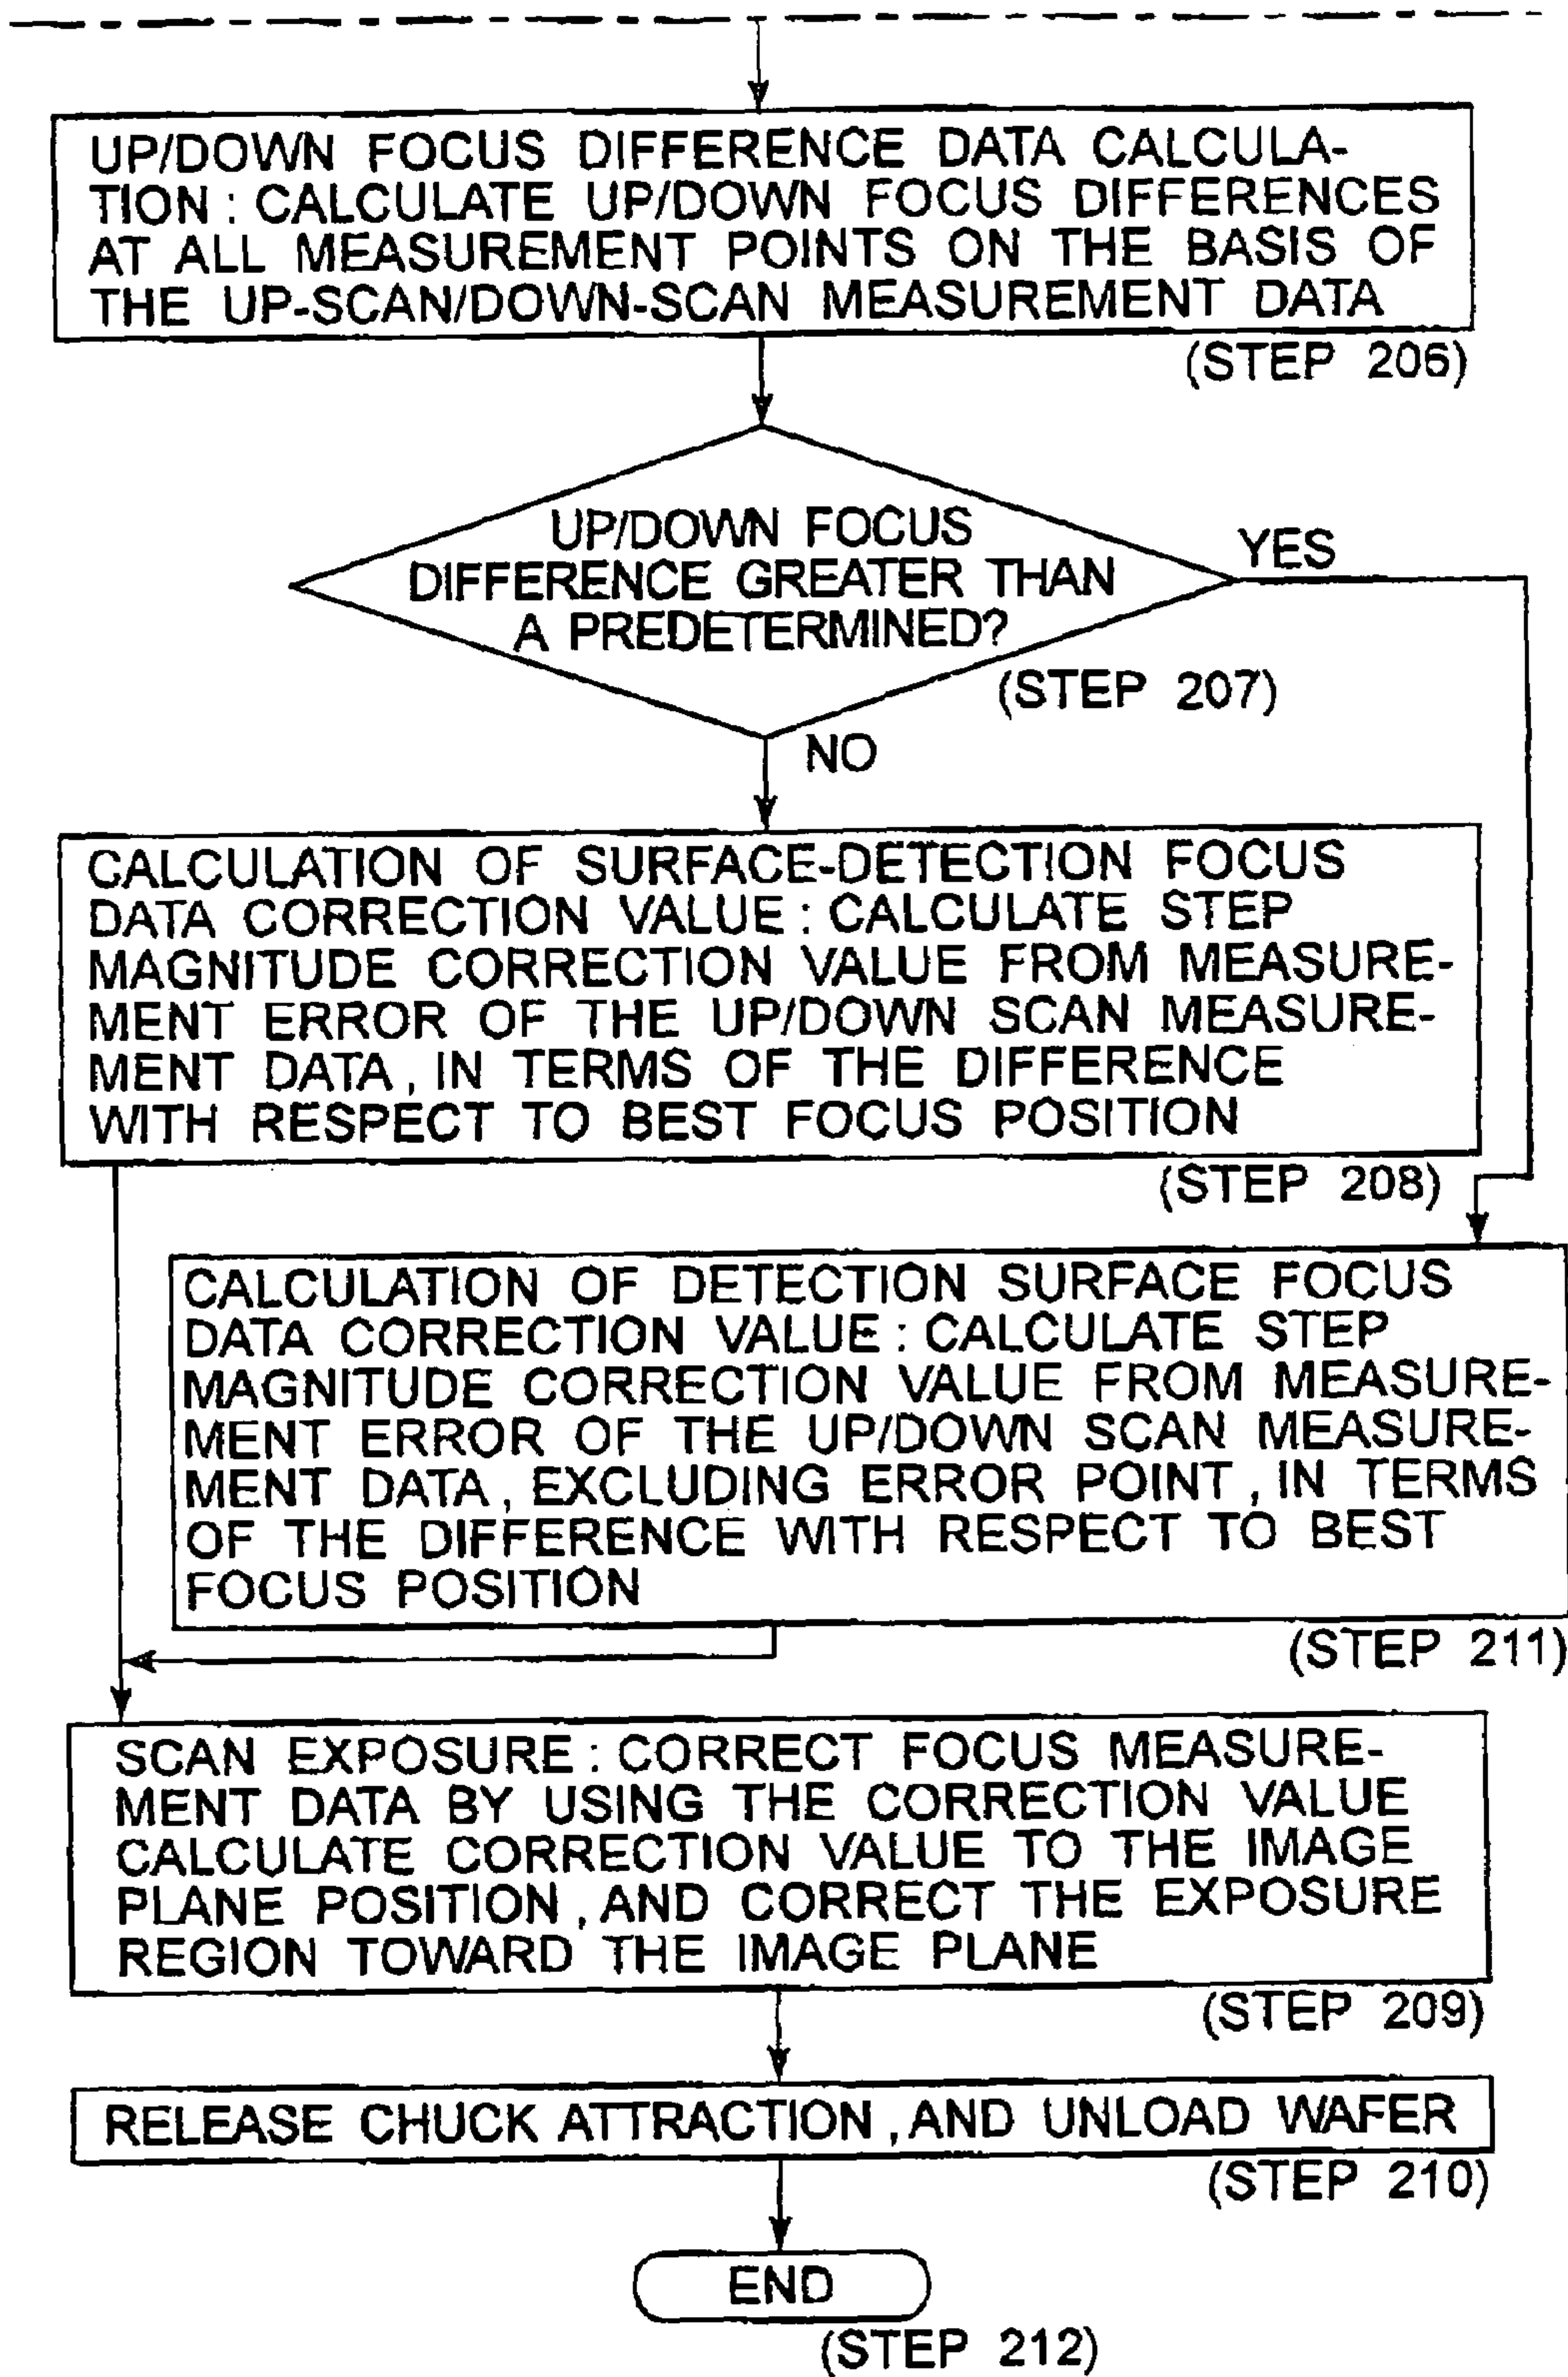 UP/DOWN FOCUS DIFFERENCE DATA CALCULA-
TION : CALCULATE UP/DOWN FOCUS DIFFERENCES
AT ALL MEASUREMENT POINTS ON THE BASIS OF
THE UP-SCAN/DOWN-SCAN MEASUREMENT DATA
(STEP 206)
UP/DOWN FOCUS
DIFFERENCE GREATER THAN
A PREDETERMINED?
YES
(STEP 207)
NO
CALCULATION OF SURFACE-DETECTION FOCUS
DATA CORRECTION VALUE : CALCULATE STEP
MAGNITUDE CORRECTION VALUE FROM MEASURE-
MENT ERROR OF THE UP/DOWN SCAN MEASURE-
MENT DATA, IN TERMS OF THE DIFFERENCE
WITH RESPECT TO BEST FOCUS POSITION
(STEP 208)
CALCULATION OF DETECTION SURFACE FOCUS
DATA CORRECTION VALUE : CALCULATE STEP
MAGNITUDE CORRECTION VALUE FROM MEASURE-
MENT ERROR OF THE UP/DOWN SCAN MEASURE-
MENT DATA, EXCLUDING ERROR POINT, IN TERMS
OF THE DIFFERENCE WITH RESPECT TO BEST
FOCUS POSITION
(STEP 211)
SCAN EXPOSURE : CORRECT FOCUS MEASURE-
MENT DATA BY USING THE CORRECTION VALUE
CALCULATE CORRECTION VALUE TO THE IMAGE
PLANE POSITION, AND CORRECT THE EXPOSURE
REGION TOWARD THE IMAGE PLANE
(STEP 209)
RELEASE CHUCK ATTRACTION, AND UNLOAD WAFER
(STEP 210)
END
(STEP 212)